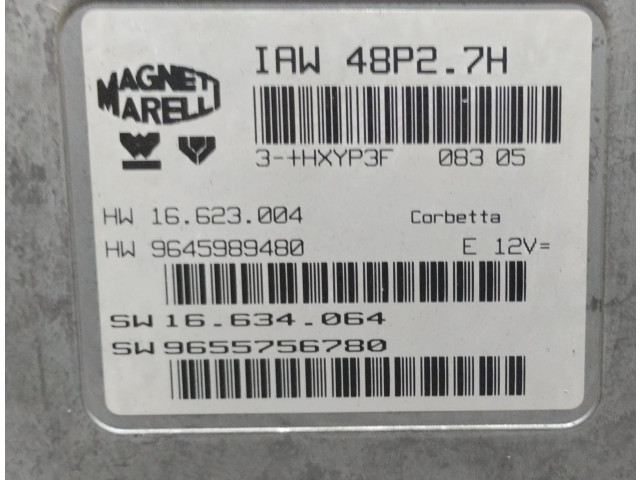 MAGNETI
MARELLI
IAW 48P2.7H
3-+HXYP3F 083 05
HW 16.623.004 Corbetta
HW 9645989480 E 12V=
SW 16.634.064
SW 9655756780